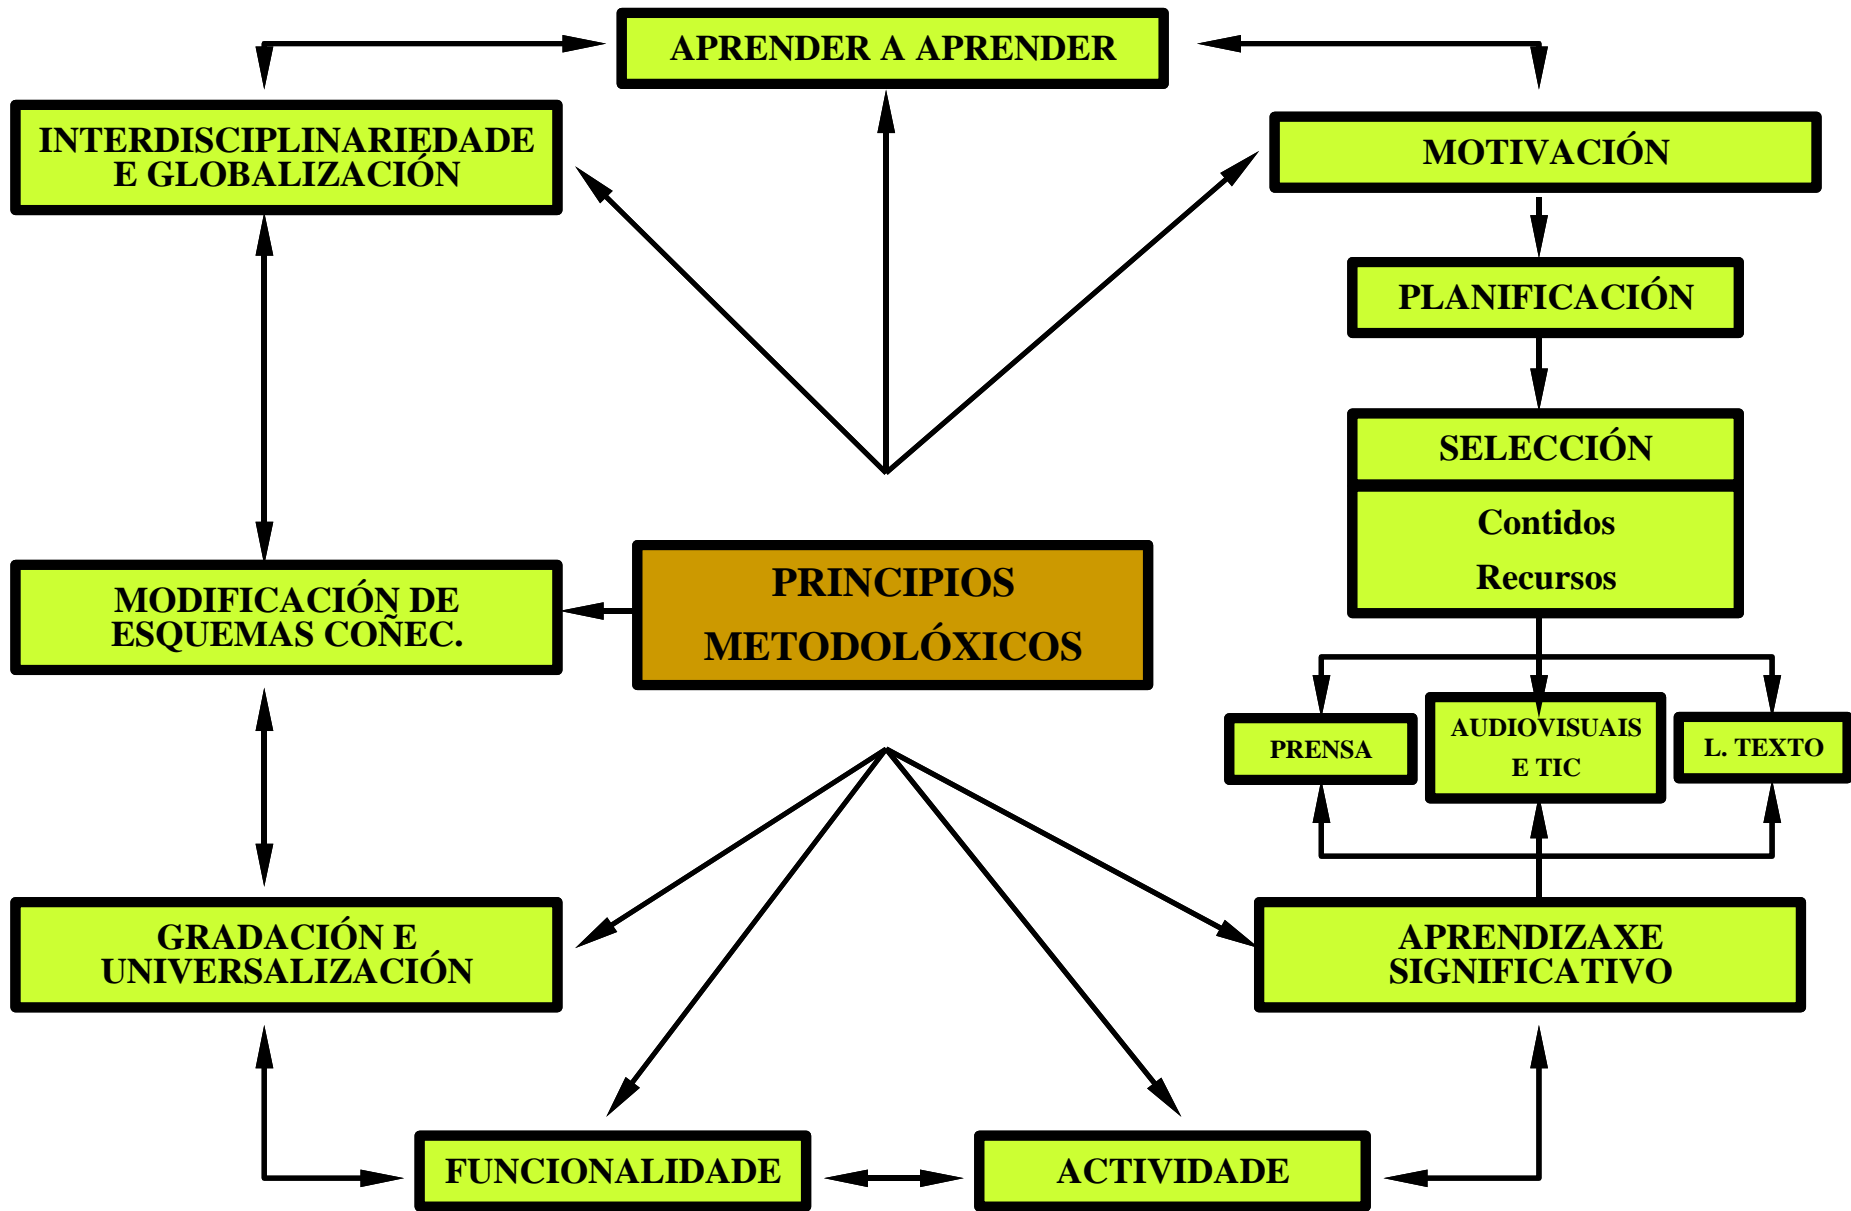 APRENDER A APRENDER
INTERDISCIPLINARIEDADE
E GLOBALIZACIÓN
MOTIVACIÓN
PLANIFICACIÓN
SELECCIÓN
Contidos
Recursos
PRINCIPIOS
METODOLÓXICOS
MODIFICACIÓN DE
ESQUEMAS COÑEC.
PRENSA
AUDIOVISUAIS
E TIC
L. TEXTO
GRADACIÓN E
UNIVERSALIZACIÓN
APRENDIZAXE
SIGNIFICATIVO
FUNCIONALIDADE
ACTIVIDADE